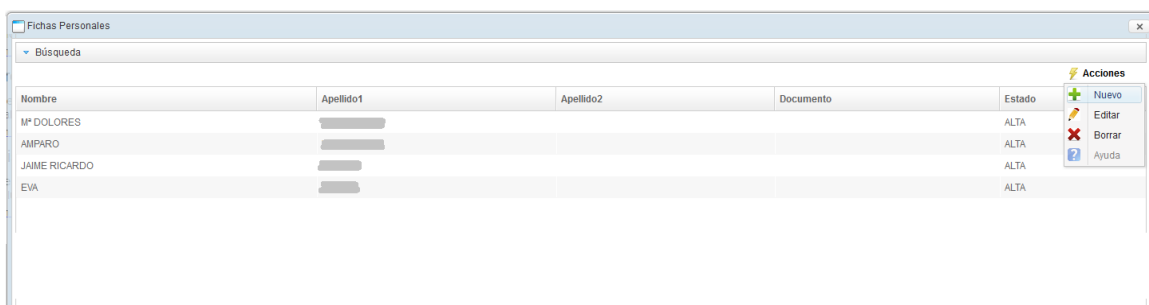 Fichas Personales
Búsqueda
Acciones
Nombre Apellido1 Apellido2 Documento Estado
Nuevo
Editar
Borrar
Ayuda
Mª DOLORES ALTA
AMPARO ALTA
JAIME RICARDO ALTA
EVA ALTA